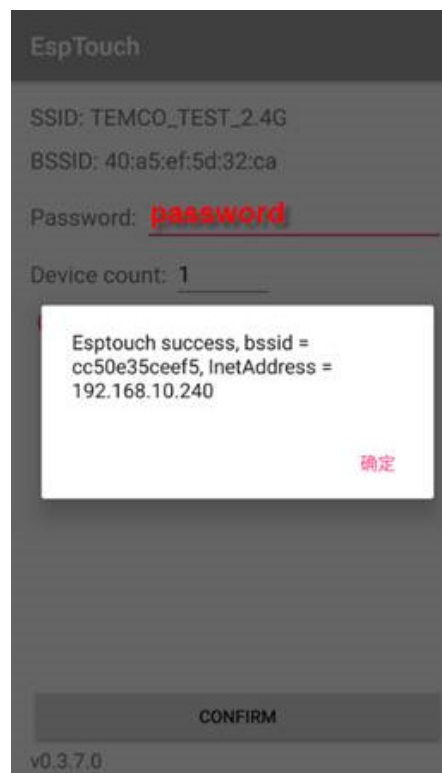 EspTouch
SSID: TEMCO_TEST_2.4G
BSSID: 40:a5:ef:5d:32:ca
Password: password
Device count: 1
Esptouch success, bssid =
cc50e35ceef5, InetAddress =
192.168.10.240
确定
CONFIRM
v0.3.7.0